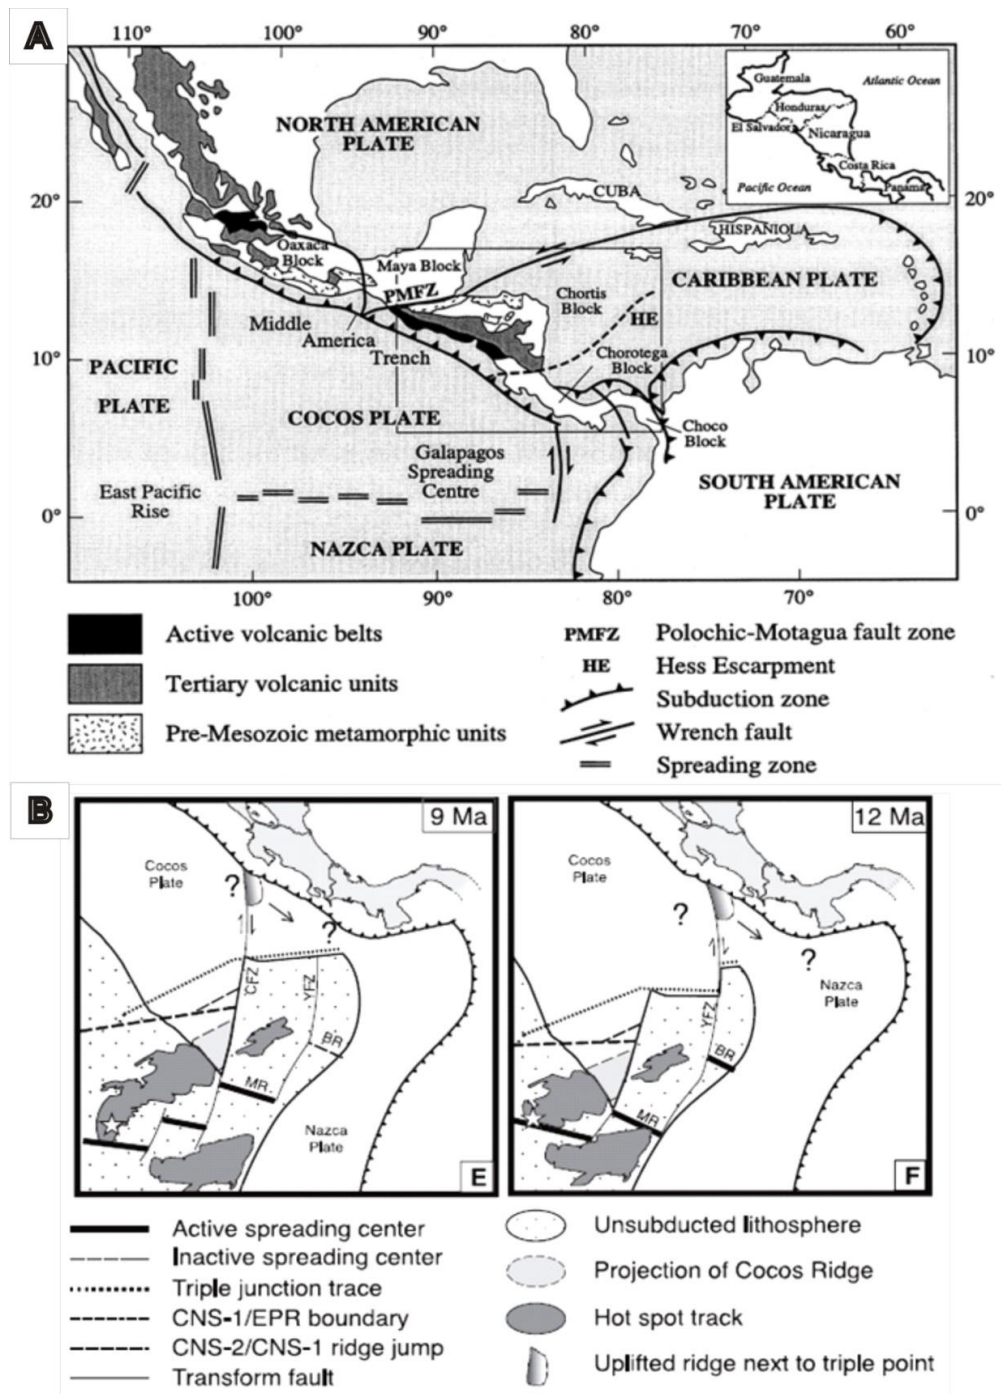 A
110° 100° 90° 80° 70° 60°
NORTH AMERICAN
PLATE
Guatemala
Atlantic Ocean
Honduras
El Salvador
Nicaragua
Costa Rica
Pacific Ocean
Panama
20°
20°
CUBA
HISPANIOLA
Oaxaca
Block
Maya Block
CARIBBEAN PLATE
PMFZ
Chortis
Block
HE
Middle
America
Trench
Chorotega
Block
10°
10°
PACIFIC
PLATE
COCOS PLATE
Choco
Block
Galapagos
Spreading
Centre
SOUTH AMERICAN
PLATE
East Pacific
Rise
0°
0°
NAZCA PLATE
100° 90° 80° 70°
Active volcanic belts
Tertiary volcanic units
Pre-Mesozoic metamorphic units
PMFZ Polochic-Motagua fault zone
HE Hess Escarpment
Subduction zone
Wrench fault
Spreading zone
B
9 Ma
Cocos
Plate
?
?
CFZ
YFZ
BR
MR
Nazca
Plate
E
12 Ma
Cocos
Plate
?
?
Nazca
Plate
YFZ
BR
MR
F
Active spreading center
Inactive spreading center
Triple junction trace
CNS-1/EPR boundary
CNS-2/CNS-1 ridge jump
Transform fault
Unsubducted lithosphere
Projection of Cocos Ridge
Hot spot track
Uplifted ridge next to triple point